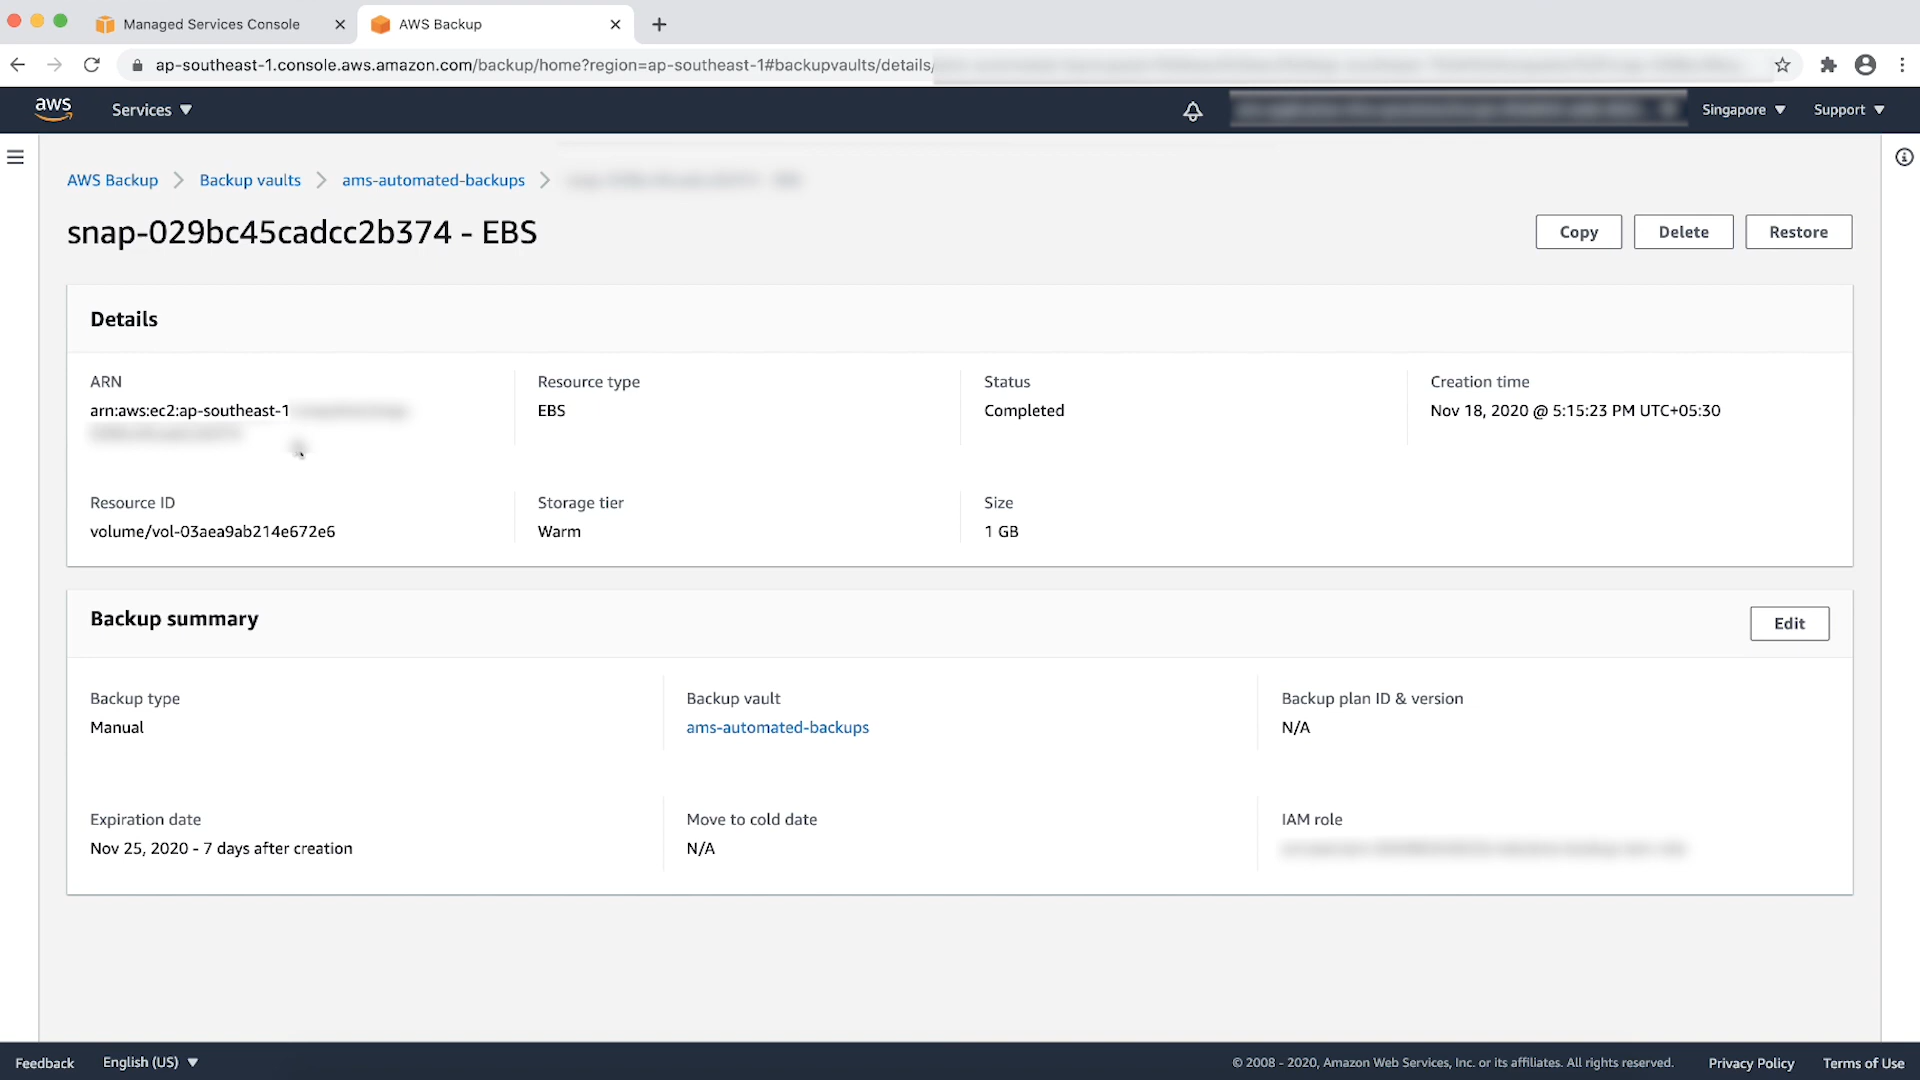 Managed Services Console
AWS Backup
ap-southeast-1.console.aws.amazon.com/backup/home?region=ap-southeast-1#backupvaults/details/
aws
Services
Singapore
Support
AWS Backup
Backup vaults
ams-automated-backups
snap-029bc45cadcc2b374 - EBS
Copy
Delete
Restore
Details
ARN
arn:aws:ec2:ap-southeast-1
Resource type
EBS
Status
Completed
Creation time
Nov 18, 2020 @ 5:15:23 PM UTC+05:30
Resource ID
volume/vol-03aea9ab214e672e6
Storage tier
Warm
Size
1 GB
Backup summary
Edit
Backup type
Manual
Backup vault
ams-automated-backups
Backup plan ID & version
N/A
Expiration date
Nov 25, 2020 - 7 days after creation
Move to cold date
N/A
IAM role
Feedback
English (US)
© 2008 - 2020, Amazon Web Services, Inc. or its affiliates. All rights reserved.
Privacy Policy
Terms of Use